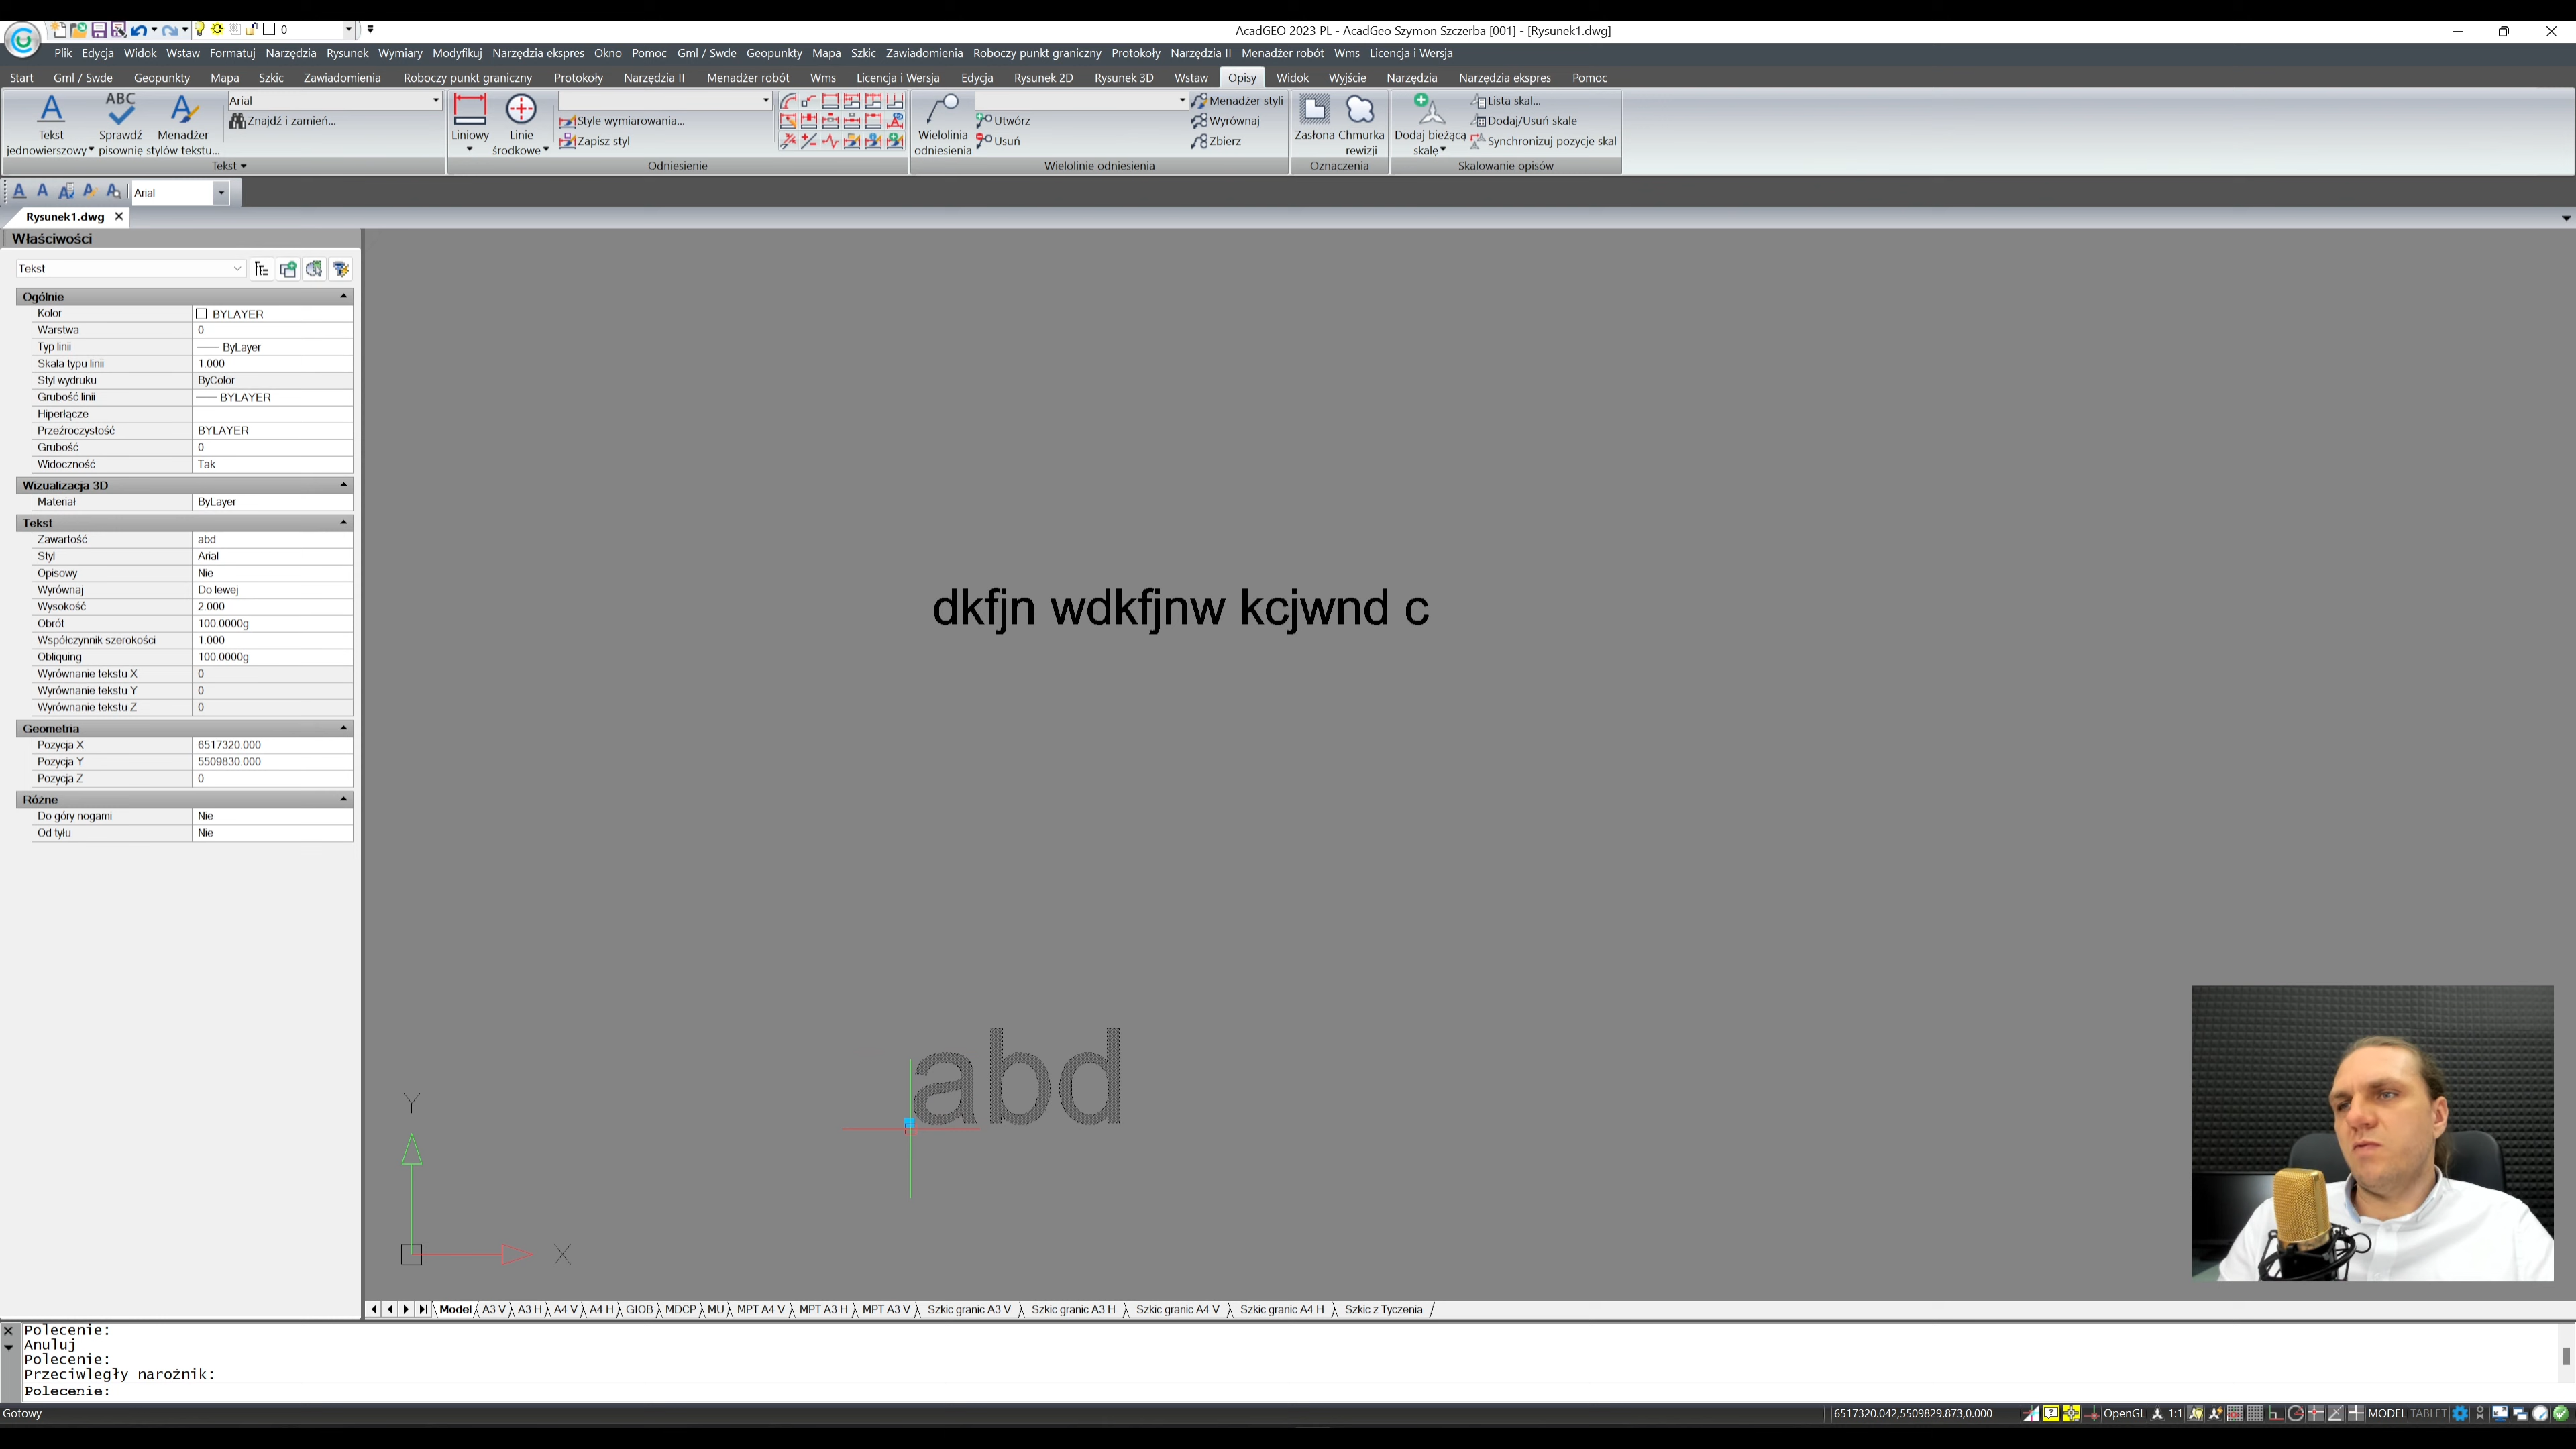 0
AcadGEO 2023 PL - AcadGeo Szymon Szczerba [001] - [Rysunek1.dwg]
Plik Edycja Widok Wstaw Formatuj Narzędzia Rysunek Wymiary Modyfikuj Narzędzia ekspres Okno Pomoc Gml / Swde Geopunkty Mapa Szkic Zawiadomienia Roboczy punkt graniczny Protokoły Narzędzia II Menadżer robót Wms Licencja i Wersja
Start Gml / Swde Geopunkty Mapa Szkic Zawiadomienia Roboczy punkt graniczny Protokoły Narzędzia II Menadżer robót Wms Licencja i Wersja Edycja Rysunek 2D Rysunek 3D Wstaw Opisy Widok Wyjście Narzędzia Narzędzia ekspres Pomoc
Tekst
jednowierszowy
ABC
Sprawdź
pisownię
Menadżer
stylów tekstu...
Arial
Znajdź i zamień...
Tekst
Liniowy
Linie
środkowe
Style wymiarowania...
Zapisz styl
Odniesienie
Wielolinia
odniesienia
Utwórz
Usuń
Menadżer styli
Wyrównaj
Zbierz
Wielolinie odniesienia
Zasłona
Chmurka
rewizji
Oznaczenia
Dodaj bieżącą
skalę
Lista skal...
Dodaj/Usuń skale
Synchronizuj pozycje skal
Skalowanie opisów
Arial
Rysunek1.dwg
Właściwości
Tekst
Ogólnie
Kolor BYLAYER
Warstwa 0
Typ linii ByLayer
Skala typu linii 1.000
Styl wydruku ByColor
Grubość linii BYLAYER
Hiperłącze
Przeźroczystość BYLAYER
Grubość 0
Widoczność Tak
Wizualizacja 3D
Materiał ByLayer
Tekst
Zawartość abd
Styl Arial
Opisowy Nie
Wyrównaj Do lewej
Wysokość 2.000
Obrót 100.0000g
Współczynnik szerokości 1.000
Obliquing 100.0000g
Wyrównanie tekstu X 0
Wyrównanie tekstu Y 0
Wyrównanie tekstu Z 0
Geometria
Pozycja X 6517320.000
Pozycja Y 5509830.000
Pozycja Z 0
Różne
Do góry nogami Nie
Od tyłu Nie
dkfjn wdkfjnw kcjwnd c
abd
Y
X
Model A3 V A3 H A4 V A4 H GIOB MDCP MU MPT A4 V MPT A3 H MPT A3 V Szkic granic A3 V Szkic granic A3 H Szkic granic A4 V Szkic granic A4 H Szkic z Tyczenia
Polecenie:
Anuluj
Polecenie:
Przeciwległy narożnik:
Polecenie:
Gotowy
6517320.042,5509829.873,0.000 OpenGL 1:1 MODEL TABLET